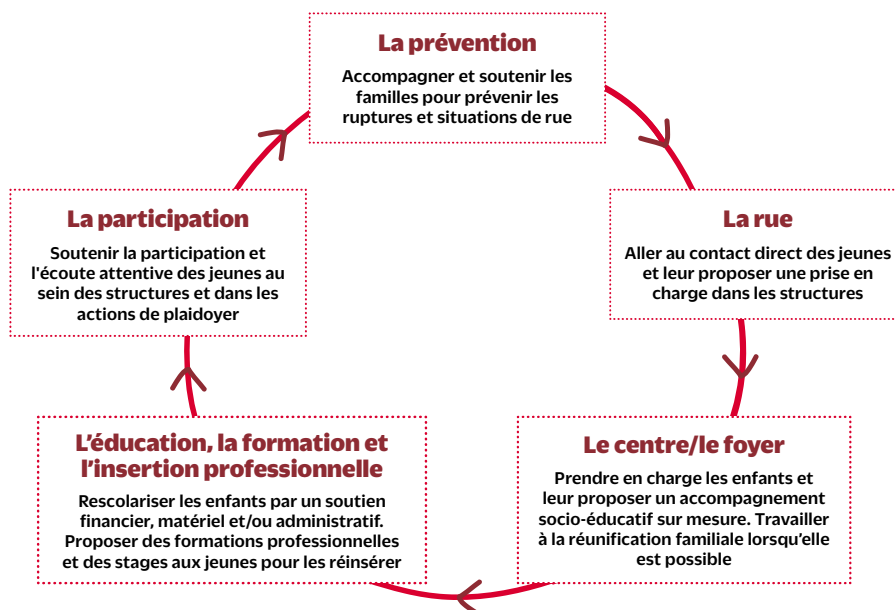 La prévention
Accompagner et soutenir les
familles pour prévenir les
ruptures et situations de rue
La participation
Soutenir la participation et
l'écoute attentive des jeunes au
sein des structures et dans les
actions de plaidoyer
La rue
Aller au contact direct des jeunes
et leur proposer une prise en
charge dans les structures
L’éducation, la formation et
l’insertion professionnelle
Rescolariser les enfants par un soutien
financier, matériel et/ou administratif.
Proposer des formations professionnelles
et des stages aux jeunes pour les réinsérer
Le centre/le foyer
Prendre en charge les enfants et
leur proposer un accompagnement
socio-éducatif sur mesure. Travailler
à la réunification familiale lorsqu’elle
est possible